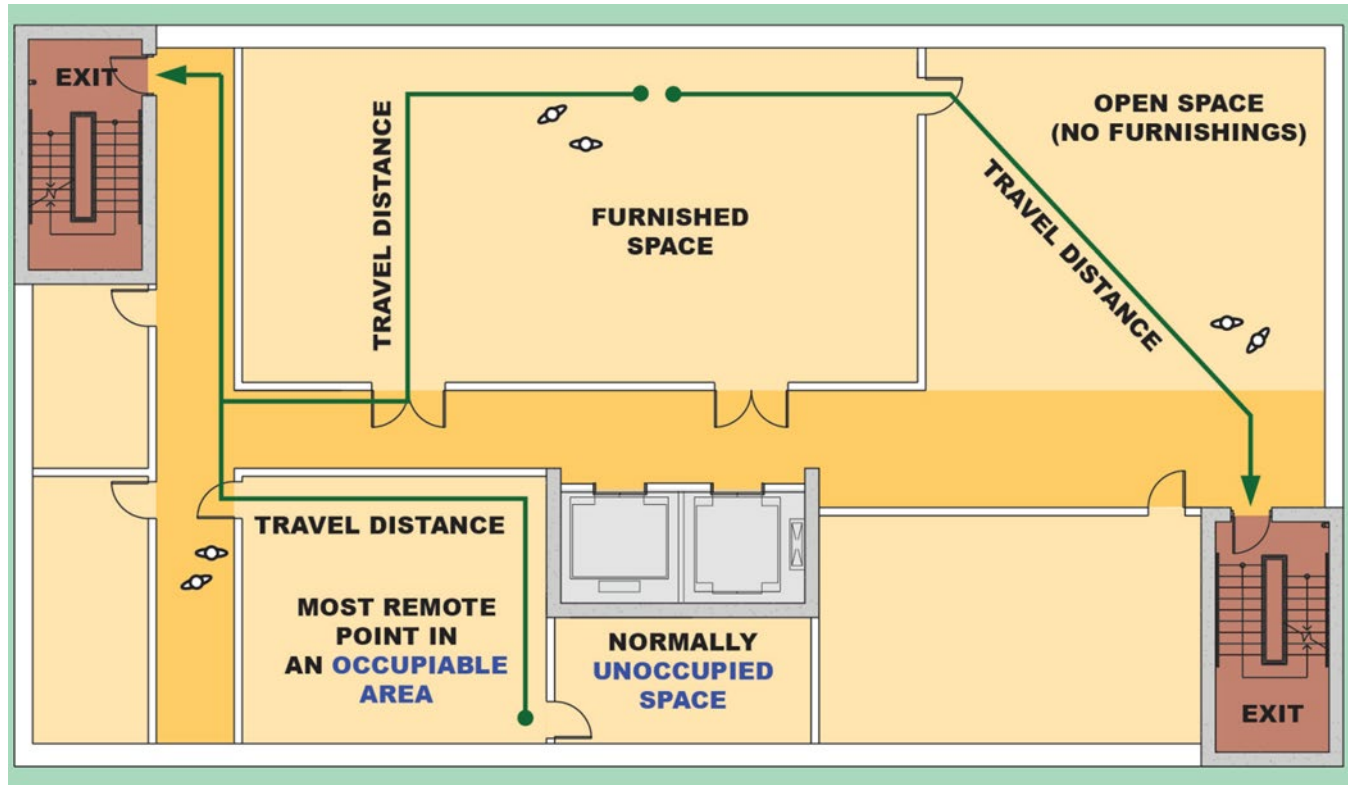 EXIT
OPEN SPACE
(NO FURNISHINGS)
TRAVEL DISTANCE
TRAVEL DISTANCE
FURNISHED
SPACE
TRAVEL DISTANCE
MOST REMOTE
POINT IN
AN OCCUPIABLE
AREA
NORMALLY
UNOCCUPIED
SPACE
EXIT